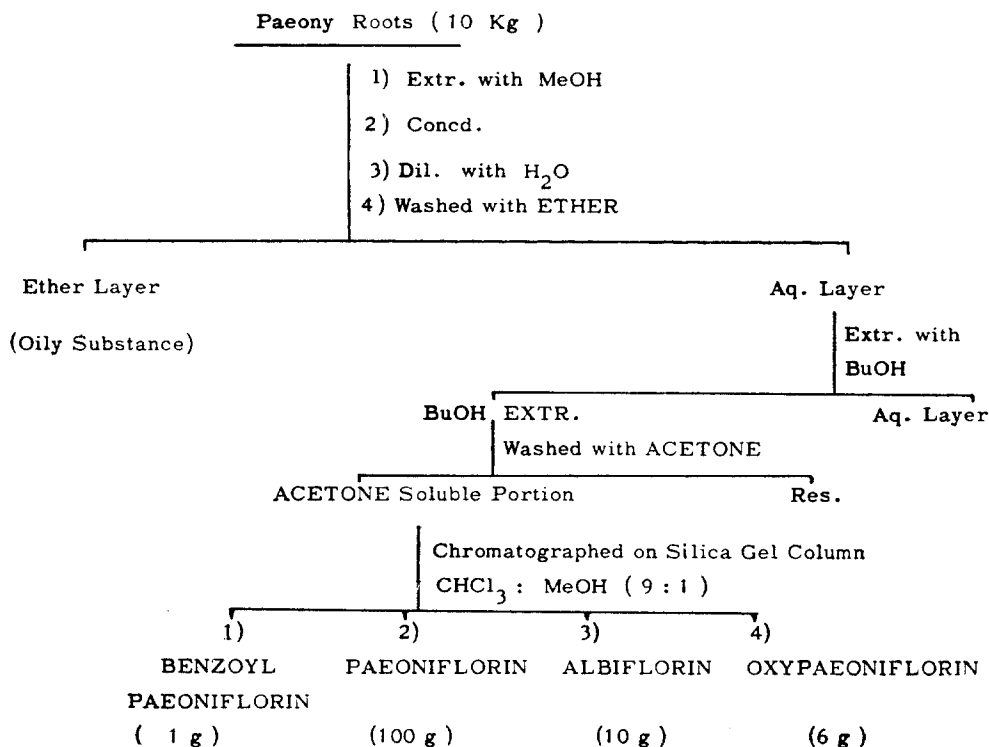 Paeony Roots ( 10 Kg )
1) Extr. with MeOH
2) Concd.
3) Dil. with H2O
4) Washed with ETHER
Ether Layer
Aq. Layer
(Oily Substance)
Extr. with
BuOH
BuOH EXTR.
Aq. Layer
Washed with ACETONE
ACETONE Soluble Portion
Res.
Chromatographed on Silica Gel Column
CHCl3 : MeOH ( 9 : 1 )
1) 2) 3) 4)
BENZOYL PAEONIFLORIN ALBIFLORIN OXYPAEONIFLORIN
PAEONIFLORIN
( 1 g ) (100 g) (10 g) (6 g)